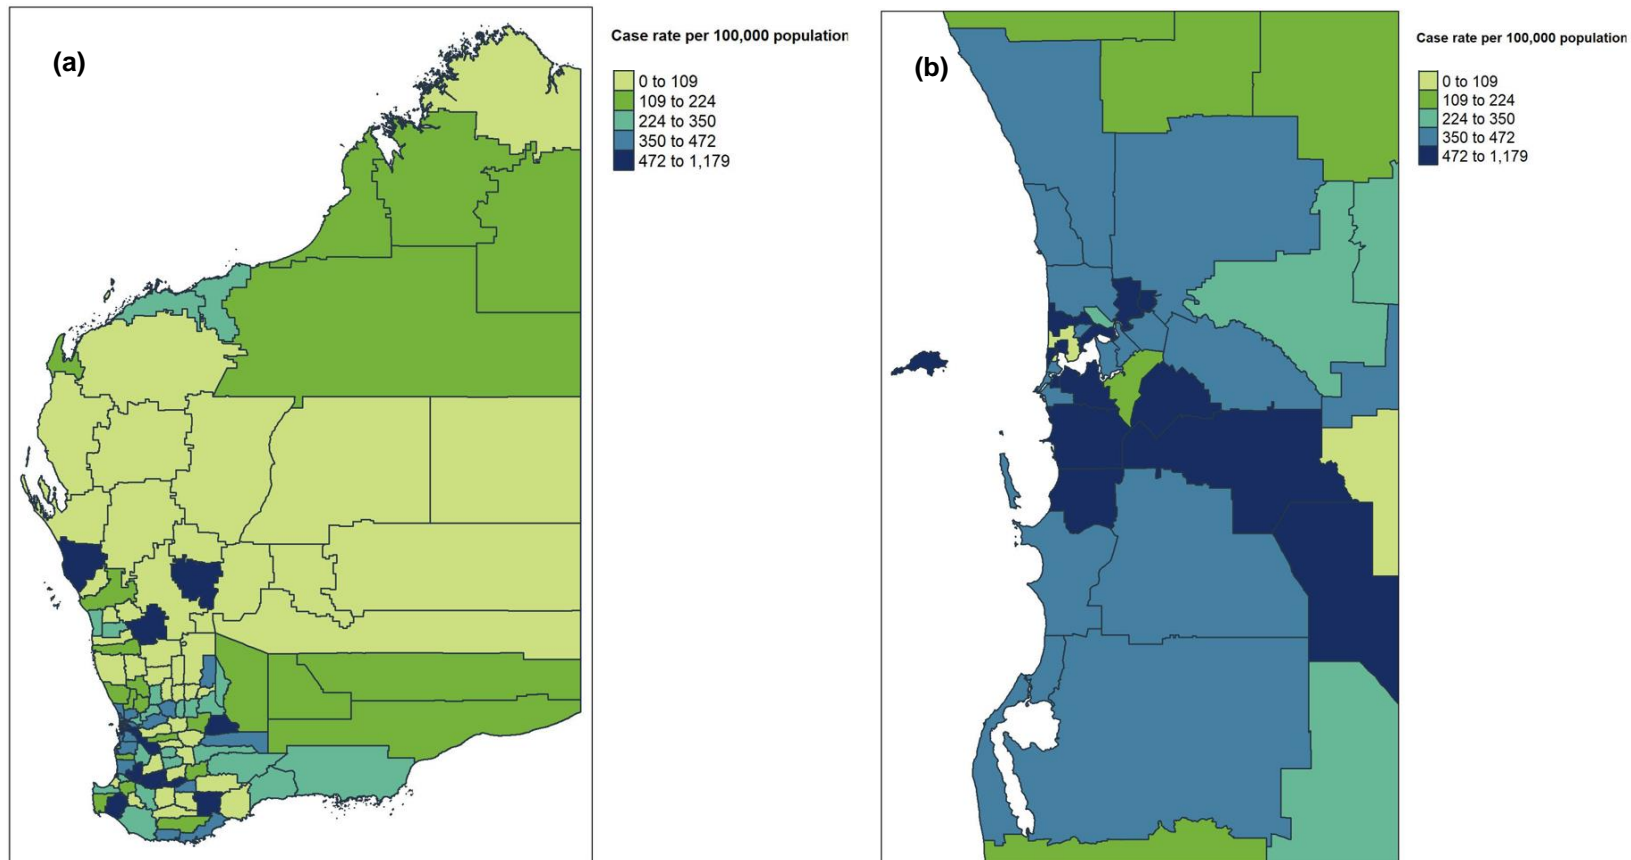 (a)
Case rate per 100,000 population
0 to 109
109 to 224
224 to 350
350 to 472
472 to 1,179
(b)
Case rate per 100,000 population
0 to 109
109 to 224
224 to 350
350 to 472
472 to 1,179